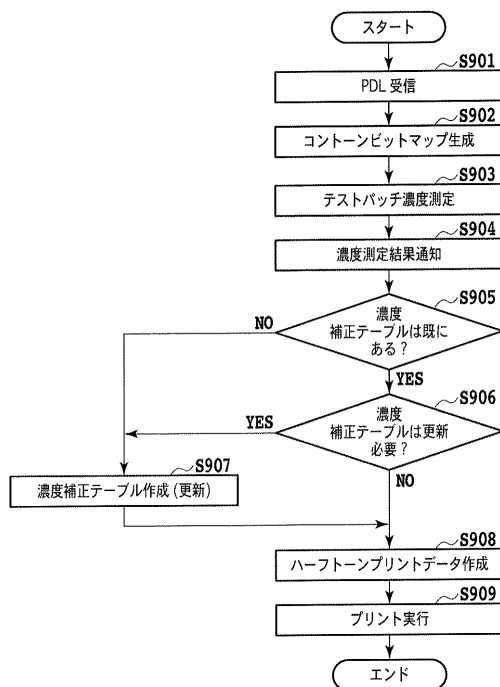 スタート
S901
PDL 受信
S902
コントーンビットマップ生成
S903
テストパッチ濃度測定
S904
濃度測定結果通知
S905
濃度
補正テーブルは既に
ある？
NO
YES
S906
濃度
補正テーブルは更新
必要？
YES
NO
S907
濃度補正テーブル作成 (更新)
S908
ハーフトーンプリントデータ作成
S909
プリント実行
エンド